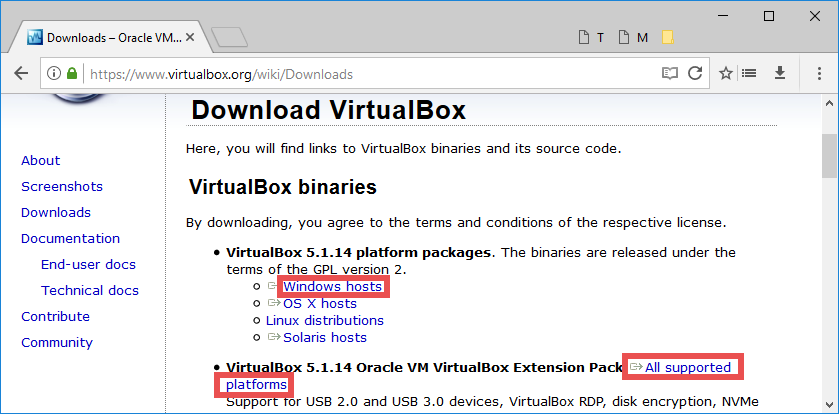 Downloads – Oracle VM...
T
M
https://www.virtualbox.org/wiki/Downloads
Download VirtualBox
Here, you will find links to VirtualBox binaries and its source code.
About
Screenshots
Downloads
Documentation
End-user docs
Technical docs
Contribute
Community
VirtualBox binaries
By downloading, you agree to the terms and conditions of the respective license.
VirtualBox 5.1.14 platform packages. The binaries are released under the
terms of the GPL version 2.
Windows hosts
OS X hosts
Linux distributions
Solaris hosts
VirtualBox 5.1.14 Oracle VM VirtualBox Extension Pack All supported
platforms
Support for USB 2.0 and USB 3.0 devices, VirtualBox RDP, disk encryption, NVMe